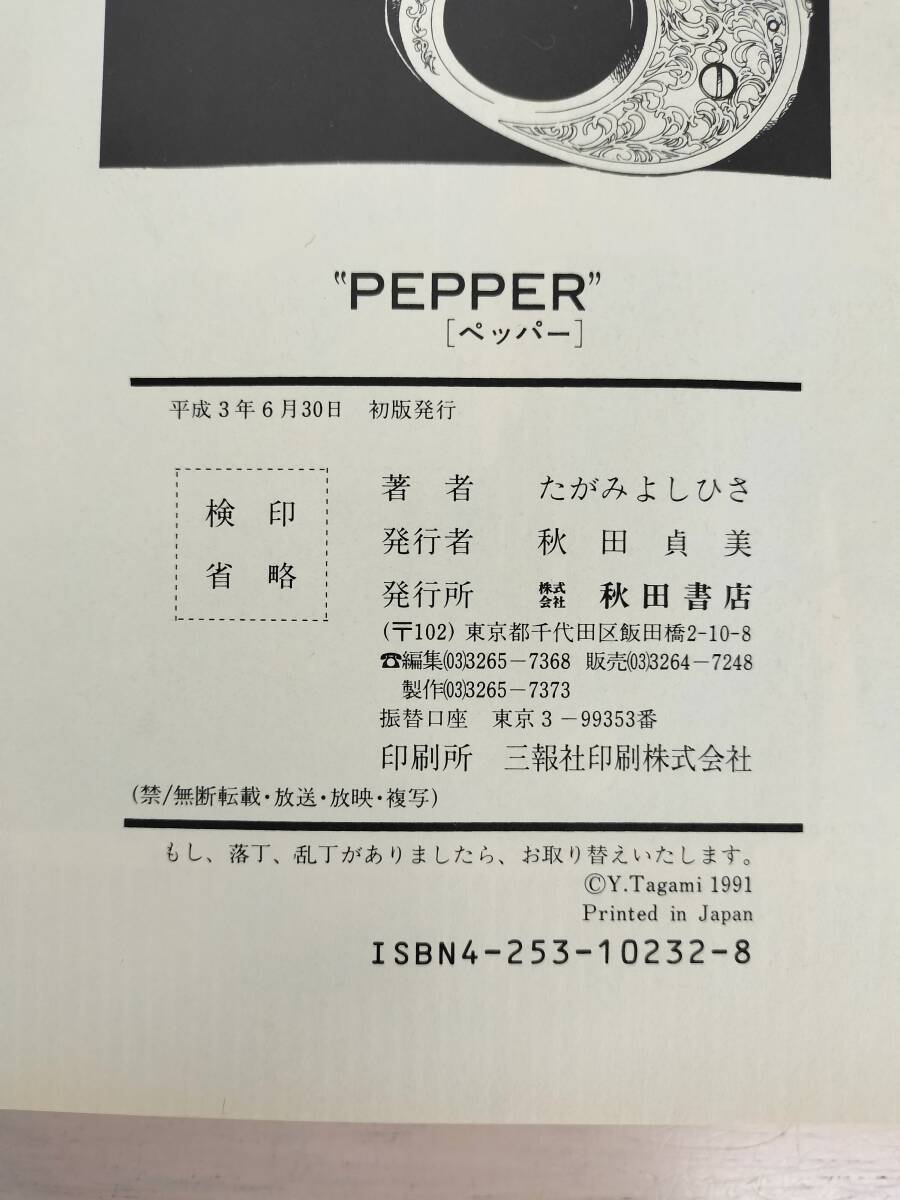 “PEPPER”
[ペッパー]
平成3年6月30日 初版発行
検印
省略
著者 たがみよしひさ
発行者 秋田貞美
発行所 株式会社 秋田書店
(〒102) 東京都千代田区飯田橋2-10-8
☎編集(03)3265-7368 販売(03)3264-7248
製作(03)3265-7373
振替口座 東京3-99353番
印刷所 三報社印刷株式会社
(禁/無断転載・放送・放映・複写)
もし、落丁、乱丁がありましたら、お取り替えいたします。
©Y.Tagami 1991
Printed in Japan
ISBN4-253-10232-8